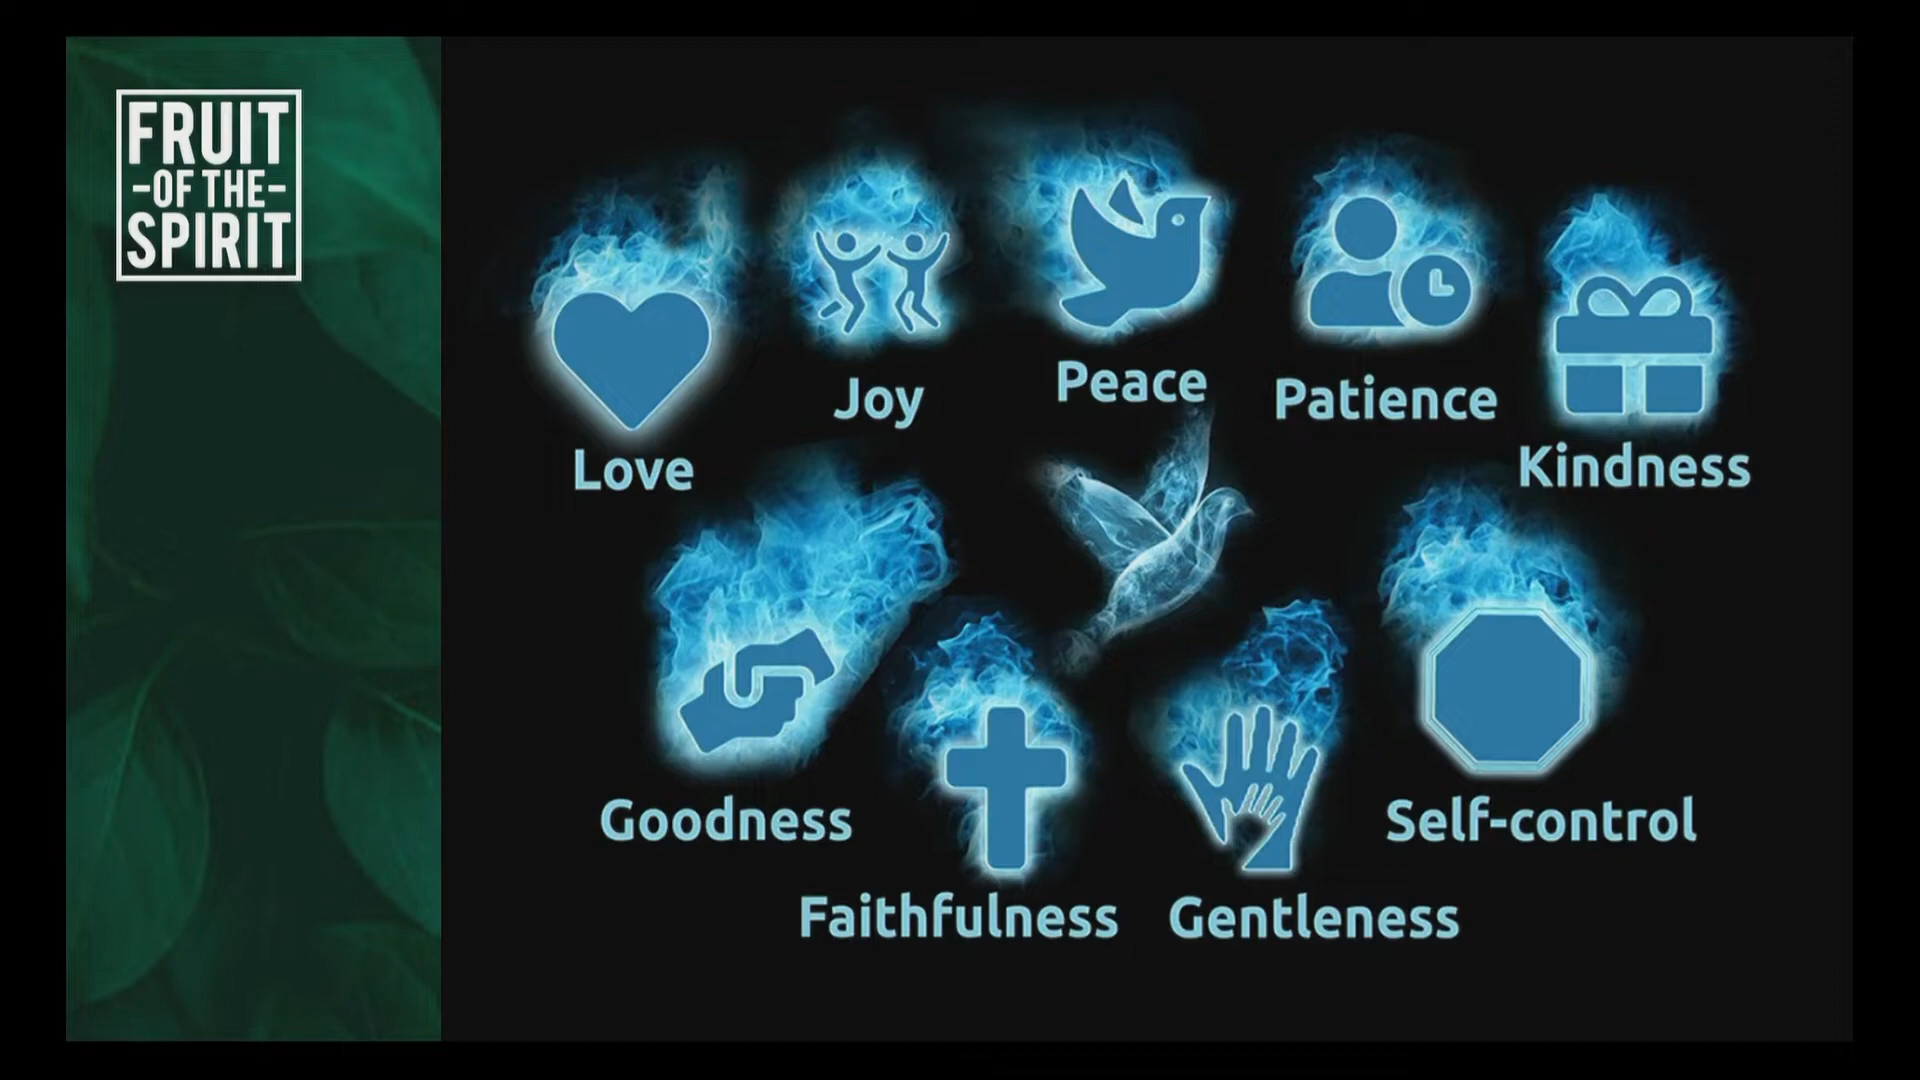 FRUIT
-OF THE-
SPIRIT
Love
Joy
Peace
Patience
Kindness
Goodness
Faithfulness
Gentleness
Self-control